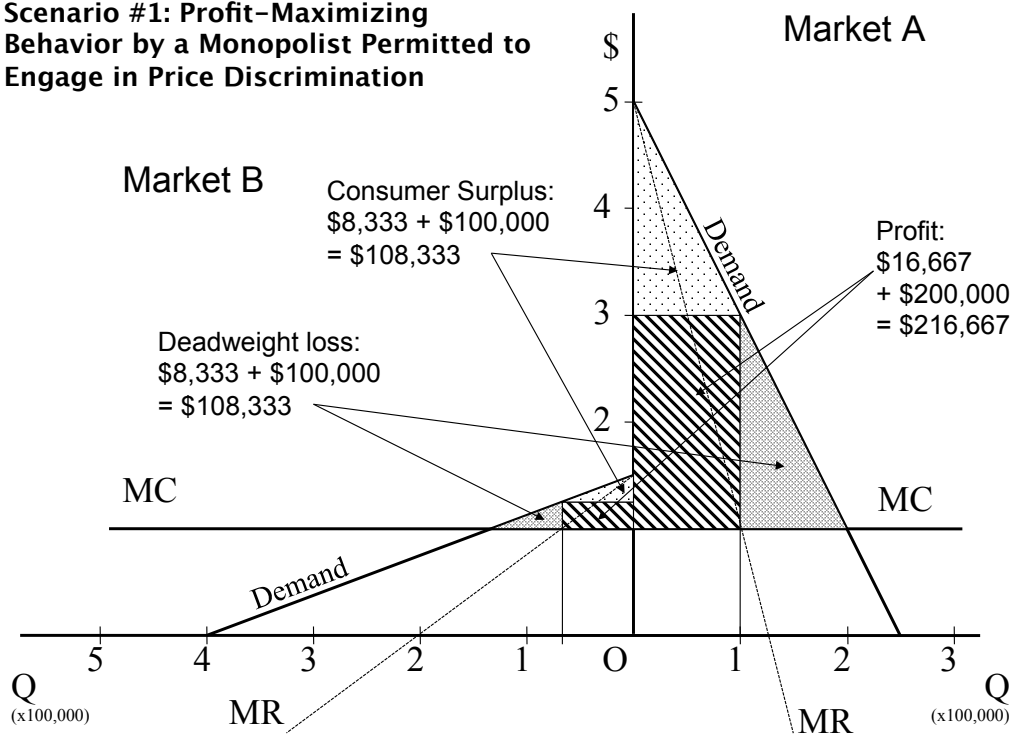 Scenario #1: Profit–Maximizing
Behavior by a Monopolist Permitted to
Engage in Price Discrimination
Market A
$
5
Market B
Consumer Surplus:
$8,333 + $100,000
= $108,333
4
Demand
Profit:
$16,667
+ $200,000
= $216,667
3
Deadweight loss:
$8,333 + $100,000
= $108,333
2
MC
MC
Demand
5
4
3
2
1
O
1
2
3
Q
(x100,000)
MR
MR
Q
(x100,000)